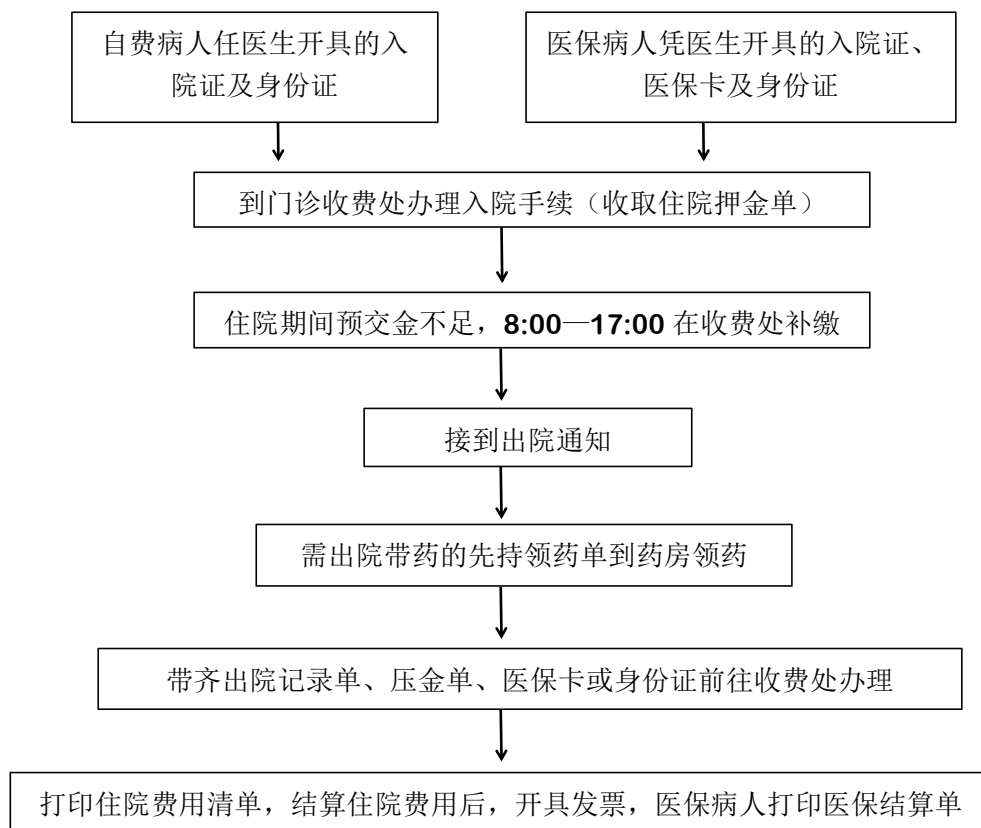 自费病人任医生开具的入
院证及身份证
医保病人凭医生开具的入院证、
医保卡及身份证
到门诊收费处办理入院手续（收取住院押金单）
住院期间预交金不足，8:00—17:00 在收费处补缴
接到出院通知
需出院带药的先持领药单到药房领药
带齐出院记录单、压金单、医保卡或身份证前往收费处办理
打印住院费用清单，结算住院费用后，开具发票，医保病人打印医保结算单